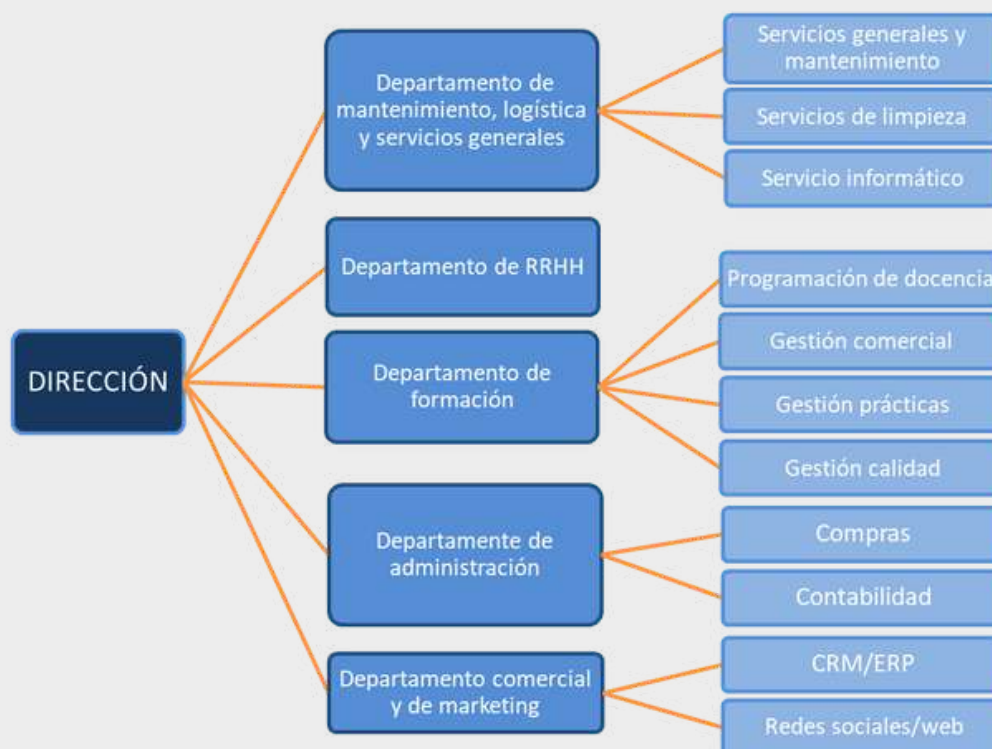 DIRECCIÓN
Departamento de
mantenimiento, logística
y servicios generales
Servicios generales y
mantenimiento
Servicios de limpieza
Servicio informático
Departamento de RRHH
Departamento de
formación
Programación de docencia
Gestión comercial
Gestión prácticas
Gestión calidad
Departamente de
administración
Compras
Contabilidad
Departamento comercial
y de marketing
CRM/ERP
Redes sociales/web